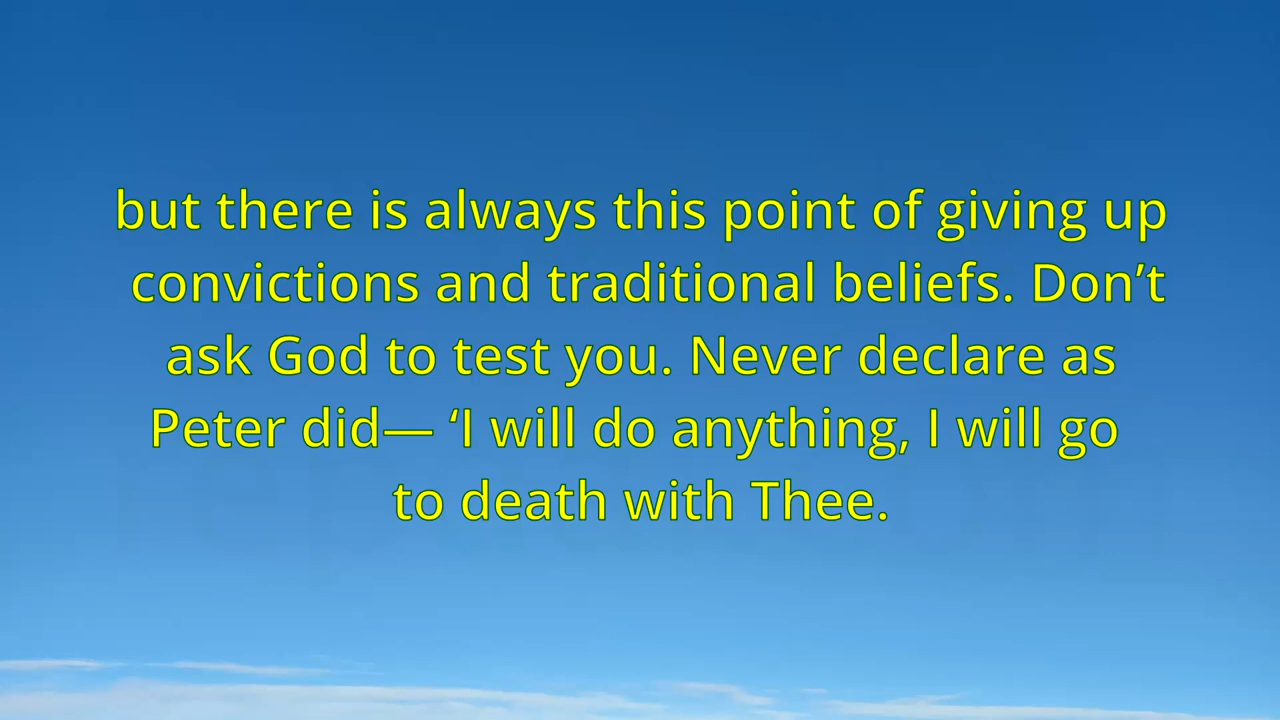 but there is always this point of giving up
convictions and traditional beliefs. Don’t
ask God to test you. Never declare as
Peter did— ‘I will do anything, I will go
to death with Thee.